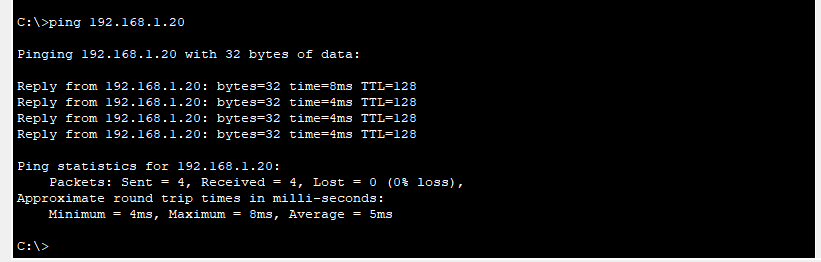 C:\>ping 192.168.1.20
Pinging 192.168.1.20 with 32 bytes of data:
Reply from 192.168.1.20: bytes=32 time=8ms TTL=128
Reply from 192.168.1.20: bytes=32 time=4ms TTL=128
Reply from 192.168.1.20: bytes=32 time=4ms TTL=128
Reply from 192.168.1.20: bytes=32 time=4ms TTL=128
Ping statistics for 192.168.1.20:
    Packets: Sent = 4, Received = 4, Lost = 0 (0% loss),
Approximate round trip times in milli-seconds:
    Minimum = 4ms, Maximum = 8ms, Average = 5ms
C:\>